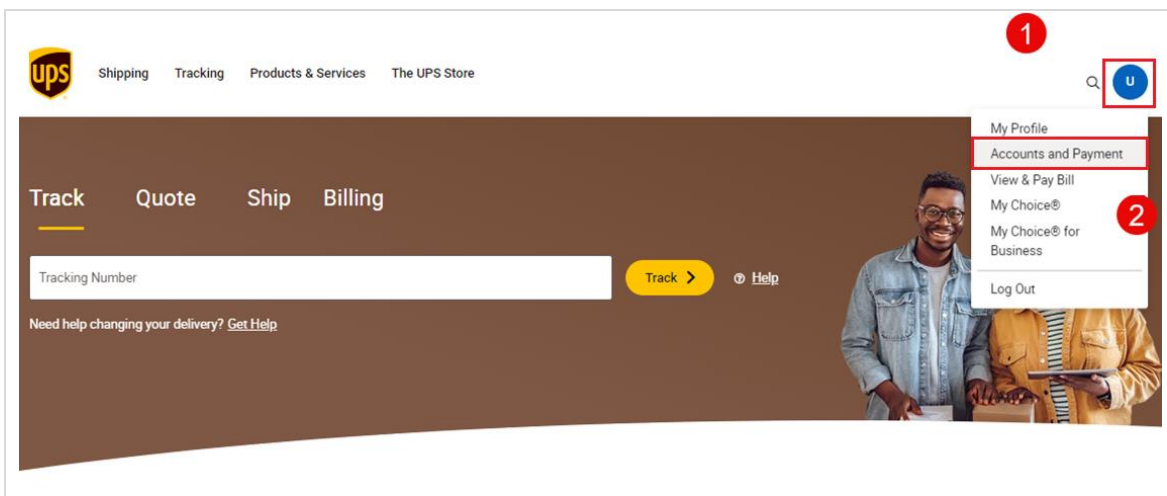 1
ups
Shipping Tracking Products & Services The UPS Store
U
My Profile
Accounts and Payment
View & Pay Bill
My Choice®
My Choice® for
Business
2
Log Out
Track Quote Ship Billing
Tracking Number
Track
Help
Need help changing your delivery? Get Help